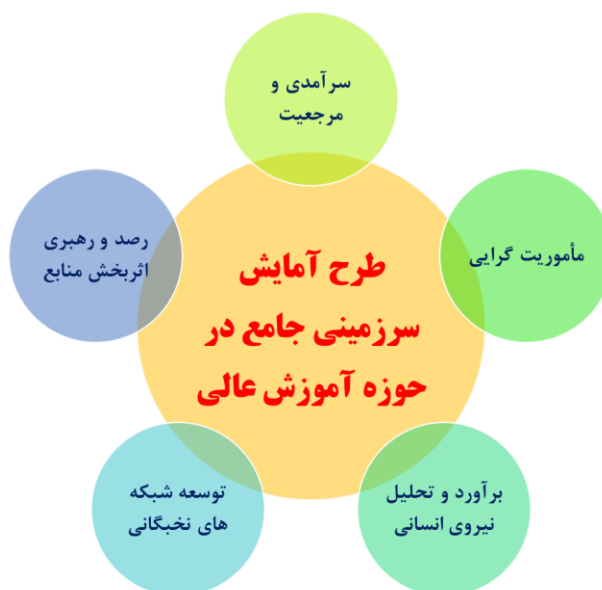 سرآمدی و
مرجعیت
مأموریت گرایی
برآورد و تحلیل
نیروی انسانی
توسعه شبکه
های نخبگانی
رصد و رهبری
اثربخش منابع
طرح آمایش
سرزمینی جامع در
حوزه آموزش عالی